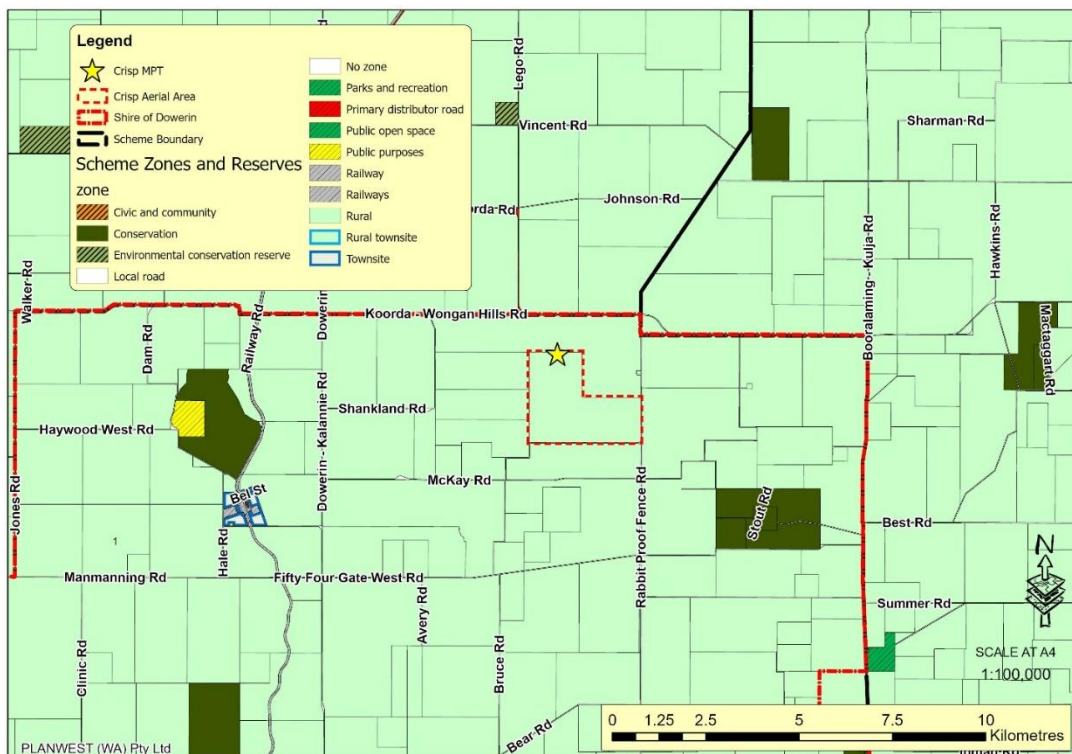 Legend
Crisp MPT
Crisp Aerial Area
Shire of Dowerin
Scheme Boundary
Scheme Zones and Reserves
zone
Civic and community
Conservation
Environmental conservation reserve
Local road
No zone
Parks and recreation
Primary distributor road
Public open space
Public purposes
Railway
Railways
Rural
Rural townsite
Townsite
Lego Rd
Vincent Rd
Sharman Rd
Johnson Rd
Hawkins Rd
Walker Rd
Railway Rd
Dowerin
Koorda - Wongan Hills Rd
Booralaming - Kulja Rd
Mactaggart Rd
Dam Rd
Shankland Rd
Haywood West Rd
Dowerin - Kalannie Rd
McKay Rd
Rabbit Proof Fence Rd
Stout Rd
Best Rd
Jones Rd
Bell St
1
Hale Rd
Manmanning Rd
Fifty Four Gate West Rd
Avery Rd
Summer Rd
Clinic Rd
Bruce Rd
Bear Rd
N
SCALE AT A4
1:100,000
0 1.25 2.5 5 7.5 10
Kilometres
PLANWEST (WA) Pty Ltd